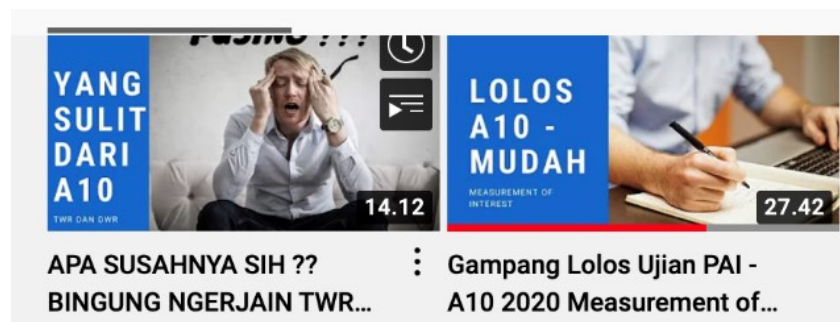 PUSING ???
YANG
SULIT
DARI
A10
TWR DAN DWR
14.12
LOLOS
A10 -
MUDAH
MEASUREMENT OF
INTEREST
27.42
APA SUSAHNYA SIH ??
BINGUNG NGERJAIN TWR...
Gampang Lolos Ujian PAI -
A10 2020 Measurement of...